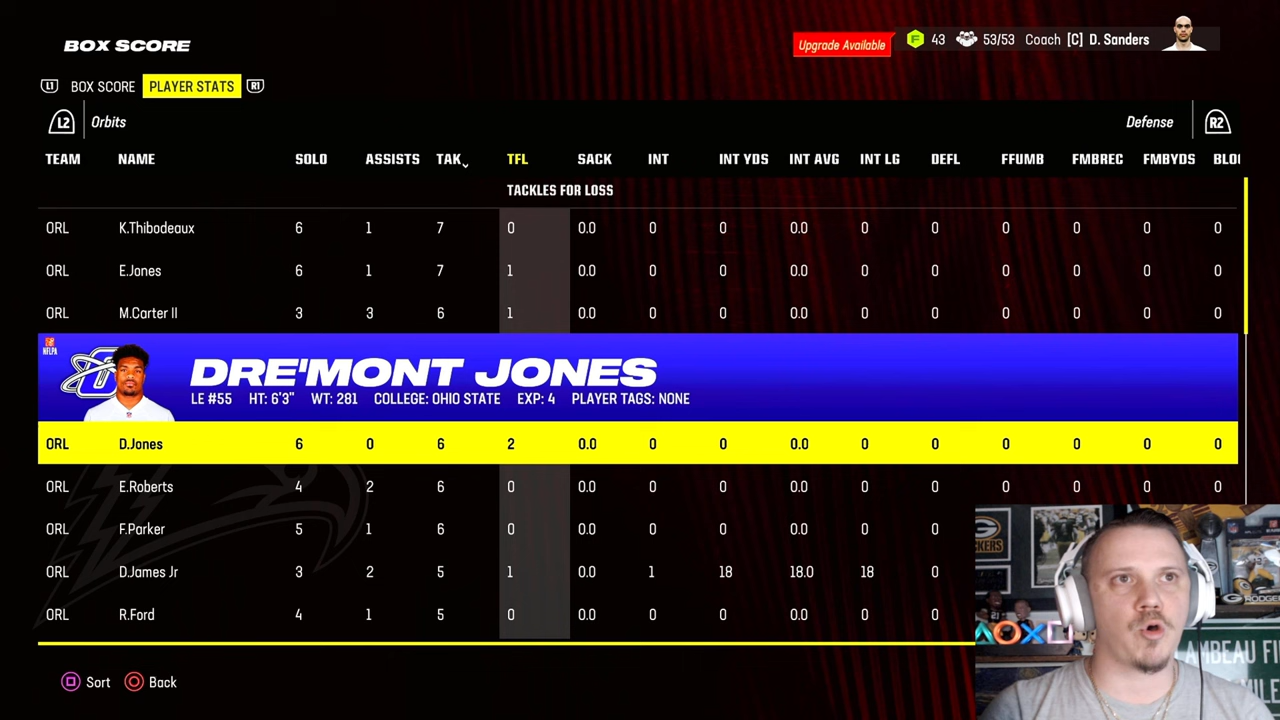 BOX SCORE
Upgrade Available
43 53/53 Coach [C] D. Sanders
L1 BOX SCORE PLAYER STATS R1
L2 Orbits Defense R2
TEAM NAME SOLO ASSISTS TAK TFL SACK INT INT YDS INT AVG INT LG DEFL FFUMB FMBREC FMBYDS
TACKLES FOR LOSS
ORL K.Thibodeaux 6 1 7 0 0.0 0 0 0.0 0 0 0 0 0 0
ORL E.Jones 6 1 7 1 0.0 0 0 0.0 0 0 0 0 0 0
ORL M.Carter II 3 3 6 1 0.0 0 0 0.0 0 0 0 0 0 0
NFLPA
DRE'MONT JONES
LE #55 HT: 6'3" WT: 281 COLLEGE: OHIO STATE EXP: 4 PLAYER TAGS: NONE
ORL D.Jones 6 0 6 2 0.0 0 0 0.0 0 0 0 0 0 0
ORL E.Roberts 4 2 6 0 0.0 0 0 0.0 0 0 0 0 0 0
ORL F.Parker 5 1 6 0 0.0 0 0 0.0 0 0
ORL D.James Jr 3 2 5 1 0.0 1 18 18.0 18 0
ORL R.Ford 4 1 5 0 0.0 0 0 0.0 0 0
Sort Back